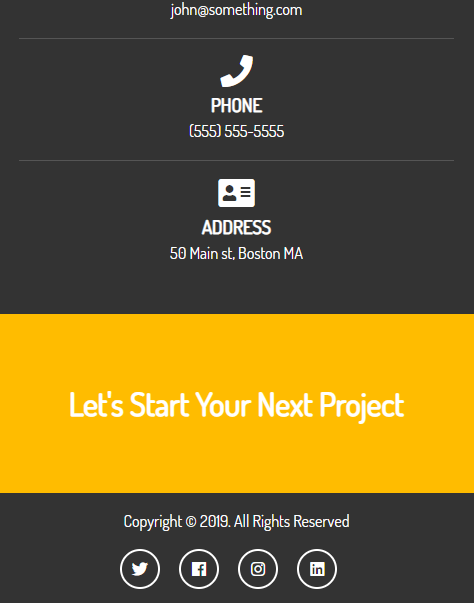 john@something.com
PHONE
(555) 555-5555
ADDRESS
50 Main st, Boston MA
Let's Start Your Next Project
Copyright © 2019. All Rights Reserved